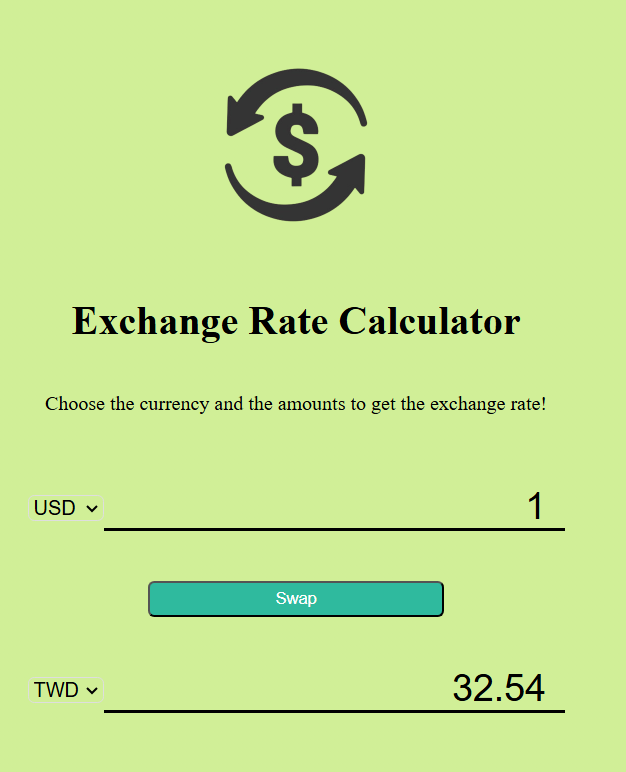 $
Exchange Rate Calculator
Choose the currency and the amounts to get the exchange rate!
USD 1
Swap
TWD 32.54